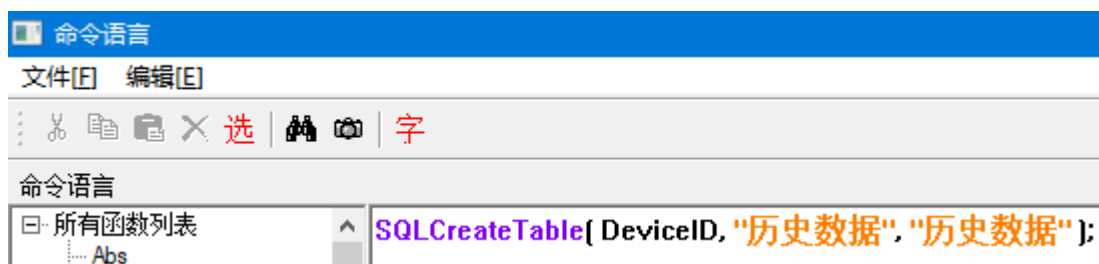 命令语言
文件[F] 编辑[E]
选 字
命令语言
所有函数列表
Abs
SQLCreateTable( DeviceID, "历史数据", "历史数据" );